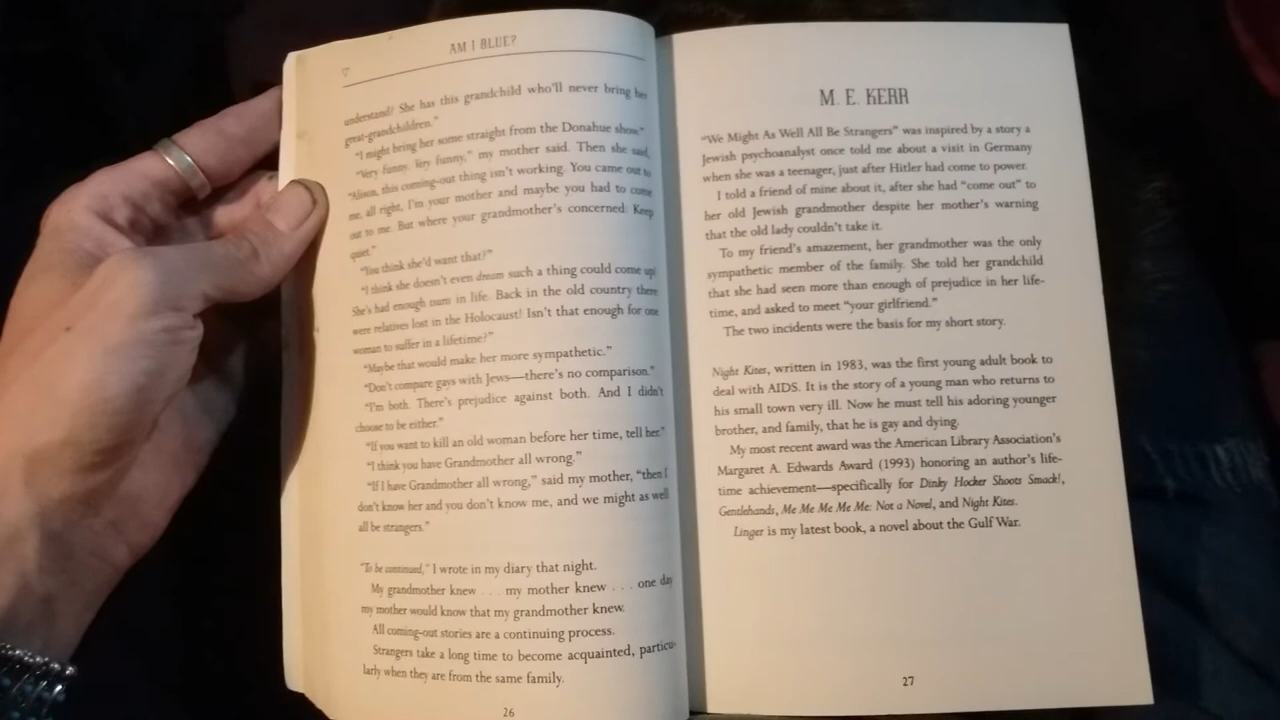 AM I BLUE?
understand? She has this grandchild who'll never bring her
great-grandchildren."
"I might bring her some straight from the Donahue show."
"Very funny. Very funny," my mother said. Then she said,
"Alison, this coming-out thing isn't working. You came out to
me, all right, I'm your mother and maybe you had to come
out to me. But where your grandmother's concerned: Keep
quiet."
"You think she'd want that?"
"I think she doesn't even dream such a thing could come up!
She's had enough tsuris in life. Back in the old country there
were relatives lost in the Holocaust! Isn't that enough for one
woman to suffer in a lifetime?"
"Maybe that would make her more sympathetic."
"Don't compare gays with Jews—there's no comparison."
"I'm both. There's prejudice against both. And I didn't
choose to be either."
"If you want to kill an old woman before her time, tell her."
"I think you have Grandmother all wrong."
"If I have Grandmother all wrong," said my mother, "then I
don't know her and you don't know me, and we might as well
all be strangers."
"To be continued," I wrote in my diary that night.
My grandmother knew . . . my mother knew . . . one day
my mother would know that my grandmother knew.
All coming-out stories are a continuing process.
Strangers take a long time to become acquainted, particu-
larly when they are from the same family.
26
M. E. KERR
"We Might As Well All Be Strangers" was inspired by a story a
Jewish psychoanalyst once told me about a visit in Germany
when she was a teenager, just after Hitler had come to power.
I told a friend of mine about it, after she had "come out" to
her old Jewish grandmother despite her mother's warning
that the old lady couldn't take it.
To my friend's amazement, her grandmother was the only
sympathetic member of the family. She told her grandchild
that she had seen more than enough of prejudice in her life-
time, and asked to meet "your girlfriend."
The two incidents were the basis for my short story.
Night Kites, written in 1983, was the first young adult book to
deal with AIDS. It is the story of a young man who returns to
his small town very ill. Now he must tell his adoring younger
brother, and family, that he is gay and dying.
My most recent award was the American Library Association's
Margaret A. Edwards Award (1993) honoring an author's life-
time achievement—specifically for Dinky Hocker Shoots Smack!,
Gentlehands, Me Me Me Me Me: Not a Novel, and Night Kites.
Linger is my latest book, a novel about the Gulf War.
27